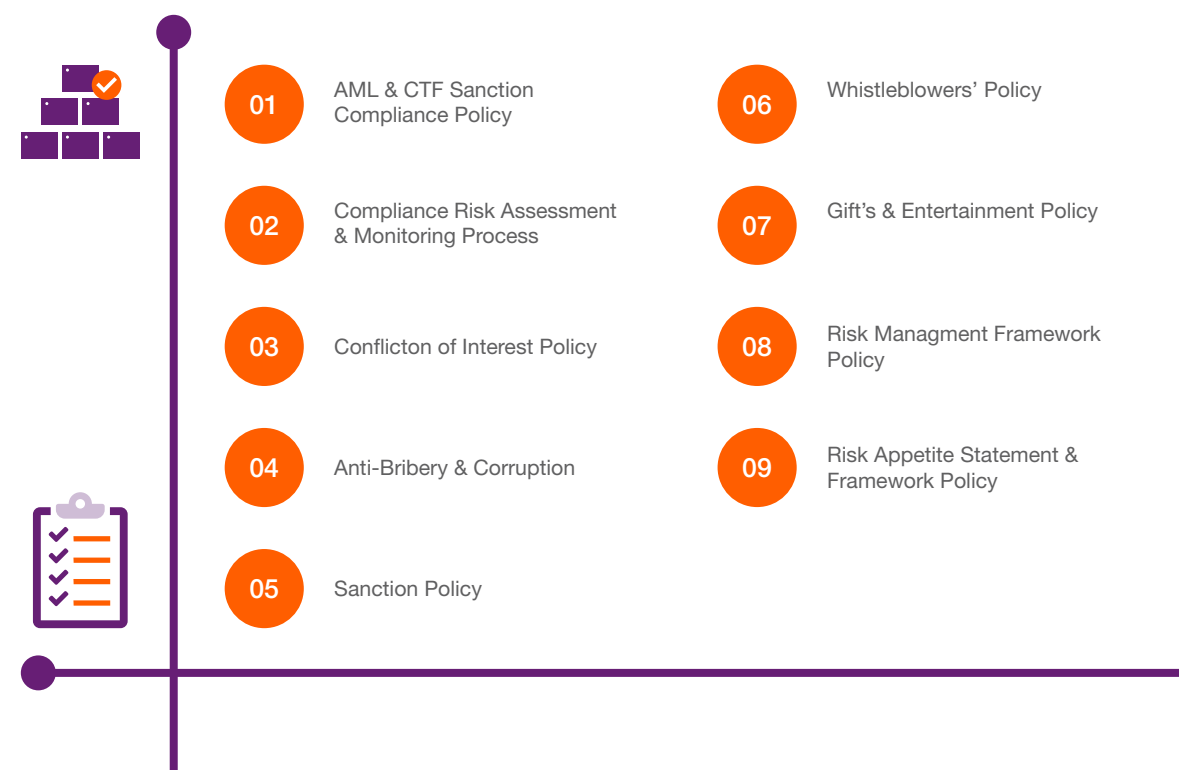 01
AML & CTF Sanction
Compliance Policy
02
Compliance Risk Assessment
& Monitoring Process
03
Conflicton of Interest Policy
04
Anti-Bribery & Corruption
05
Sanction Policy
06
Whistleblowers’ Policy
07
Gift’s & Entertainment Policy
08
Risk Managment Framework
Policy
09
Risk Appetite Statement &
Framework Policy